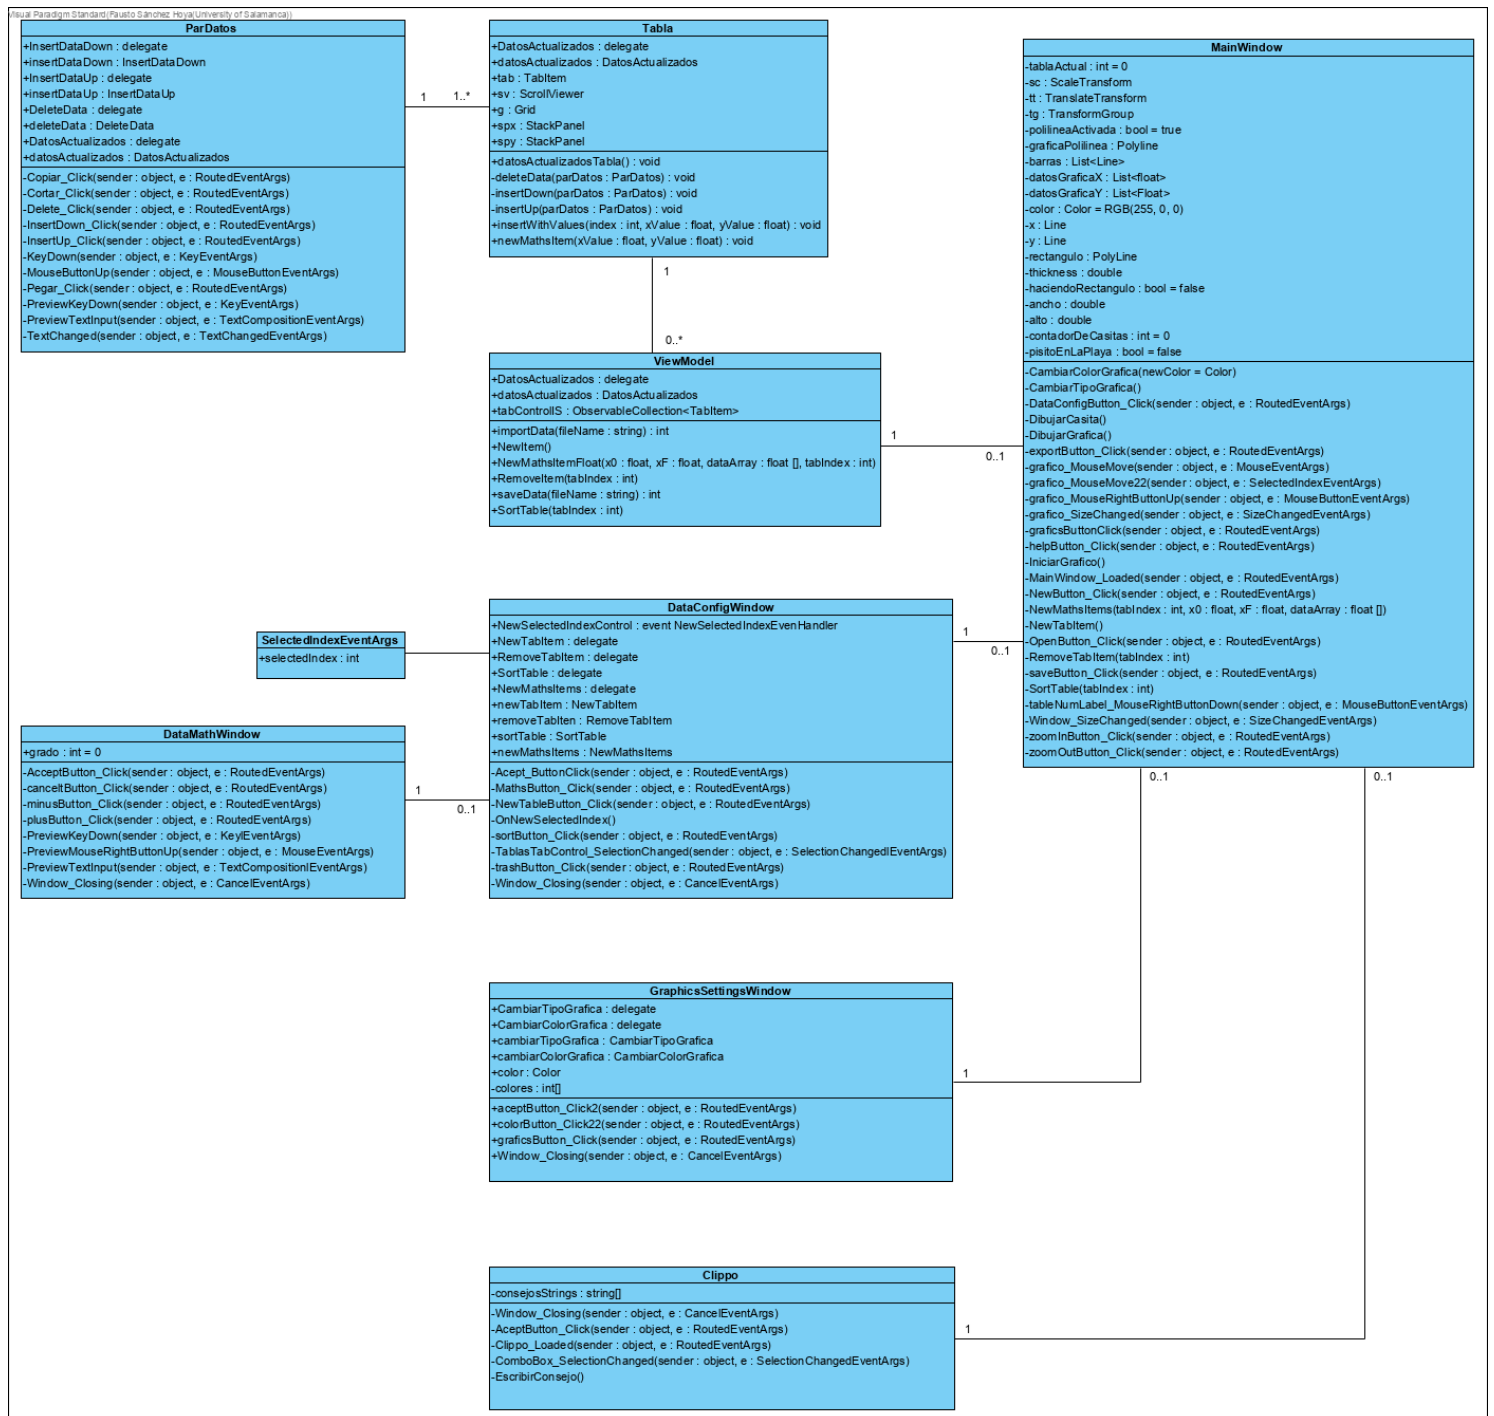 Visual Paradigm Standard(Fausto Sánchez Hoya(University of Salamanca))
ParDatos
+InsertDataDown : delegate
+insertDataDown : InsertDataDown
+InsertDataUp : delegate
+insertDataUp : InsertDataUp
+DeleteData : delegate
+deleteData : DeleteData
+DatosActualizados : delegate
+datosActualizados : DatosActualizados
-Copiar_Click(sender : object, e : RoutedEventArgs)
-Cortar_Click(sender : object, e : RoutedEventArgs)
-Delete_Click(sender : object, e : RoutedEventArgs)
-InsertDown_Click(sender : object, e : RoutedEventArgs)
-InsertUp_Click(sender : object, e : RoutedEventArgs)
-KeyDown(sender : object, e : KeyEventArgs)
-MouseButtonUp(sender : object, e : MouseButtonEventArgs)
-Pegar_Click(sender : object, e : RoutedEventArgs)
-PreviewKeyDown(sender : object, e : KeyEventArgs)
-PreviewTextInput(sender : object, e : TextCompositionEventArgs)
-TextChanged(sender : object, e : TextChangedEventArgs)
1
1..*
Tabla
+DatosActualizados : delegate
+datosActualizados : DatosActualizados
+tab : TabItem
+sv : ScrollViewer
+g : Grid
+spx : StackPanel
+spy : StackPanel
+datosActualizadosTabla() : void
-deleteData(parDatos : ParDatos) : void
-insertDown(parDatos : ParDatos) : void
-insertUp(parDatos : ParDatos) : void
+insertWithValues(index : int, xValue : float, yValue : float) : void
+newMathsItem(xValue : float, yValue : float) : void
1
0..*
ViewModel
+DatosActualizados : delegate
+datosActualizados : DatosActualizados
+tabControlIS : ObservableCollection<TabItem>
+importData(fileName : string) : int
+NewItem()
+NewMathsItemFloat(x0 : float, xF : float, dataArray : float [], tabIndex : int)
+RemoveItem(tabIndex : int)
+saveData(fileName : string) : int
+SortTable(tabIndex : int)
1
0..1
MainWindow
-tablaActual : int = 0
-sc : ScaleTransform
-tt : TranslateTransform
-tg : TransformGroup
-polilineaActivada : bool = true
-graficaPolilinea : Polyline
-barras : List<Line>
-datosGraficaX : List<float>
-datosGraficaY : List<Float>
-color : Color = RGB(255, 0, 0)
-x : Line
-y : Line
-rectangulo : PolyLine
-thickness : double
-haciendoRectangulo : bool = false
-ancho : double
-alto : double
-contadorDeCasitas : int = 0
-pisitoEnLaPlaya : bool = false
-CambiarColorGrafica(newColor = Color)
-CambiarTipoGrafica()
-DataConfigButton_Click(sender : object, e : RoutedEventArgs)
-DibujarCasita()
-DibujarGrafica()
-exportButton_Click(sender : object, e : RoutedEventArgs)
-grafico_MouseMove(sender : object, e : MouseEventArgs)
-grafico_MouseMove22(sender : object, e : SelectedIndexEventArgs)
-grafico_MouseRightButtonUp(sender : object, e : MouseButtonEventArgs)
-grafico_SizeChanged(sender : object, e : SizeChangedEventArgs)
-graficsButtonClick(sender : object, e : RoutedEventArgs)
-helpButton_Click(sender : object, e : RoutedEventArgs)
-IniciarGrafico()
-MainWindow_Loaded(sender : object, e : RoutedEventArgs)
-NewButton_Click(sender : object, e : RoutedEventArgs)
-NewMathsItems(tabIndex : int, x0 : float, xF : float, dataArray : float [])
-NewTabItem()
-OpenButton_Click(sender : object, e : RoutedEventArgs)
-RemoveTabItem(tabIndex : int)
-saveButton_Click(sender : object, e : RoutedEventArgs)
-SortTable(tabIndex : int)
-tableNumLabel_MouseRightButtonDown(sender : object, e : MouseButtonEventArgs)
-Window_SizeChanged(sender : object, e : SizeChangedEventArgs)
-zoomInButton_Click(sender : object, e : RoutedEventArgs)
-zoomOutButton_Click(sender : object, e : RoutedEventArgs)
SelectedIndexEventArgs
+selectedIndex : int
DataConfigWindow
+NewSelectedIndexControl : event NewSelectedIndexEvenHandler
+NewTabItem : delegate
+RemoveTabItem : delegate
+SortTable : delegate
+NewMathsItems : delegate
+newTabItem : NewTabItem
+removeTabIten : RemoveTabItem
+sortTable : SortTable
+newMathsItems : NewMathsItems
-Acept_ButtonClick(sender : object, e : RoutedEventArgs)
-MathsButton_Click(sender : object, e : RoutedEventArgs)
-NewTableButton_Click(sender : object, e : RoutedEventArgs)
-OnNewSelectedIndex()
-sortButton_Click(sender : object, e : RoutedEventArgs)
-TablasTabControl_SelectionChanged(sender : object, e : SelectionChangedlEventArgs)
-trashButton_Click(sender : object, e : RoutedEventArgs)
-Window_Closing(sender : object, e : CancelEventArgs)
1
0..1
DataMathWindow
+grado : int = 0
-AcceptButton_Click(sender : object, e : RoutedEventArgs)
-canceltButton_Click(sender : object, e : RoutedEventArgs)
-minusButton_Click(sender : object, e : RoutedEventArgs)
-plusButton_Click(sender : object, e : RoutedEventArgs)
-PreviewKeyDown(sender : object, e : KeylEventArgs)
-PreviewMouseRightButtonUp(sender : object, e : MouseEventArgs)
-PreviewTextInput(sender : object, e : TextCompositionlEventArgs)
-Window_Closing(sender : object, e : CancelEventArgs)
1
0..1
0..1
0..1
GraphicsSettingsWindow
+CambiarTipoGrafica : delegate
+CambiarColorGrafica : delegate
+cambiarTipoGrafica : CambiarTipoGrafica
+cambiarColorGrafica : CambiarColorGrafica
+color : Color
-colores : int[]
+aceptButton_Click2(sender : object, e : RoutedEventArgs)
+colorButton_Click22(sender : object, e : RoutedEventArgs)
+graficsButton_Click(sender : object, e : RoutedEventArgs)
+Window_Closing(sender : object, e : CancelEventArgs)
1
Clippo
-consejosStrings : string[]
-Window_Closing(sender : object, e : CancelEventArgs)
-AceptButton_Click(sender : object, e : RoutedEventArgs)
-Clippo_Loaded(sender : object, e : RoutedEventArgs)
-ComboBox_SelectionChanged(sender : object, e : SelectionChangedEventArgs)
-EscribirConsejo()
1